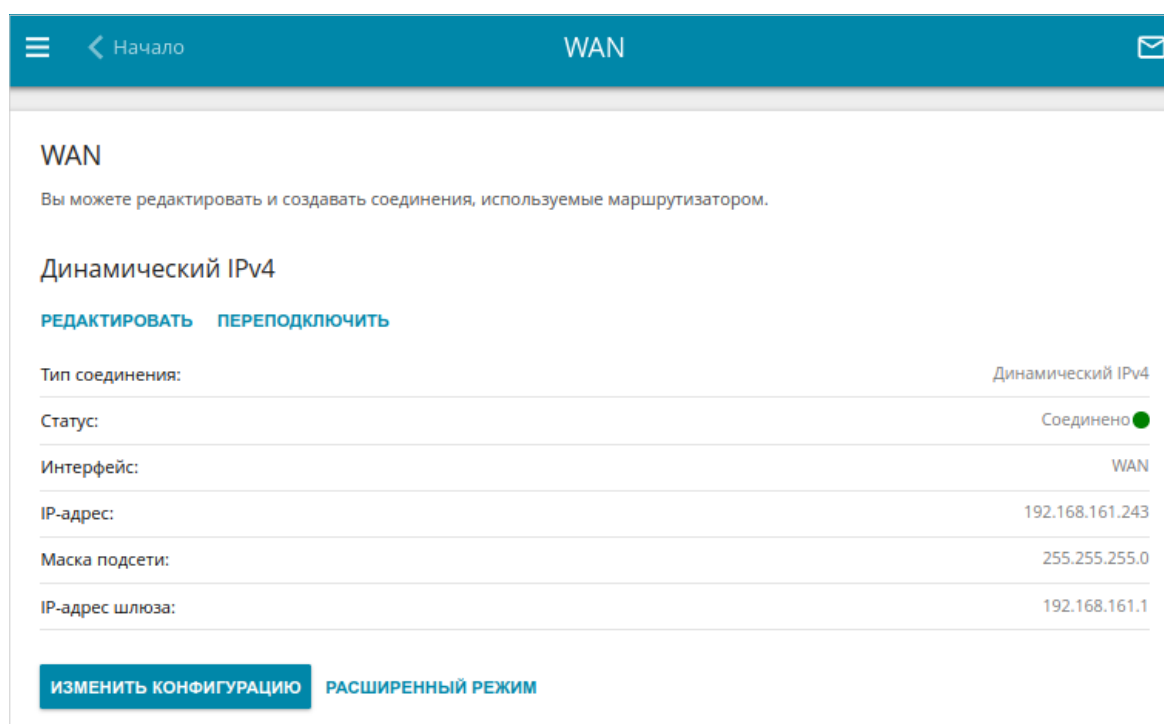 Начало
WAN
WAN
Вы можете редактировать и создавать соединения, используемые маршрутизатором.
Динамический IPv4
РЕДАКТИРОВАТЬ ПЕРЕПОДКЛЮЧИТЬ
Тип соединения: Динамический IPv4
Статус: Соединено
Интерфейс: WAN
IP-адрес: 192.168.161.243
Маска подсети: 255.255.255.0
IP-адрес шлюза: 192.168.161.1
ИЗМЕНИТЬ КОНФИГУРАЦИЮ РАСШИРЕННЫЙ РЕЖИМ